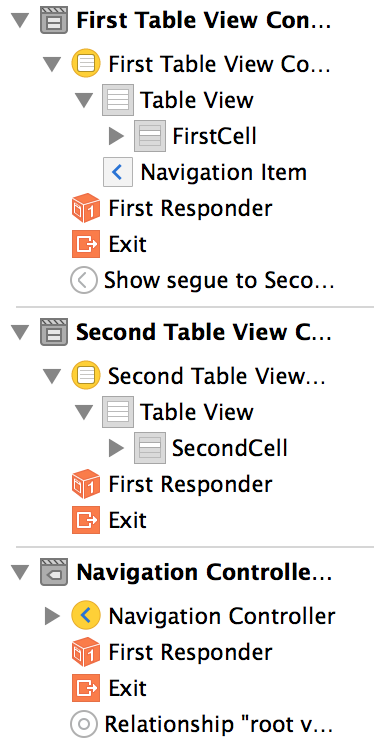 First Table View Con...
First Table View Co...
Table View
FirstCell
Navigation Item
First Responder
Exit
Show segue to Seco...
Second Table View C...
Second Table View...
Table View
SecondCell
First Responder
Exit
Navigation Controlle...
Navigation Controller
First Responder
Exit
Relationship "root v...